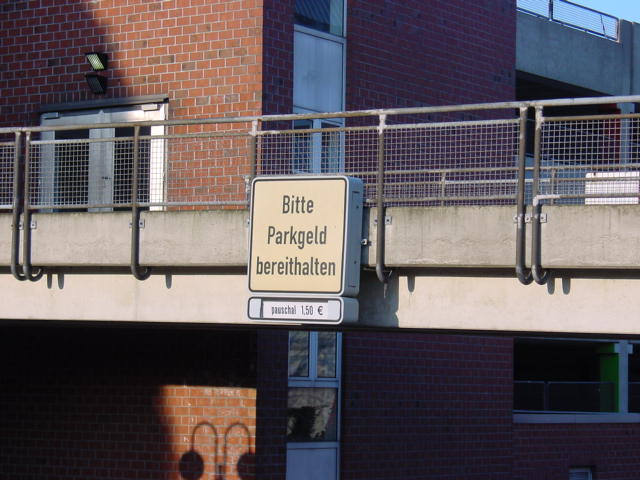 Bitte
Parkgeld
bereithalten
pauschal 1,50 €